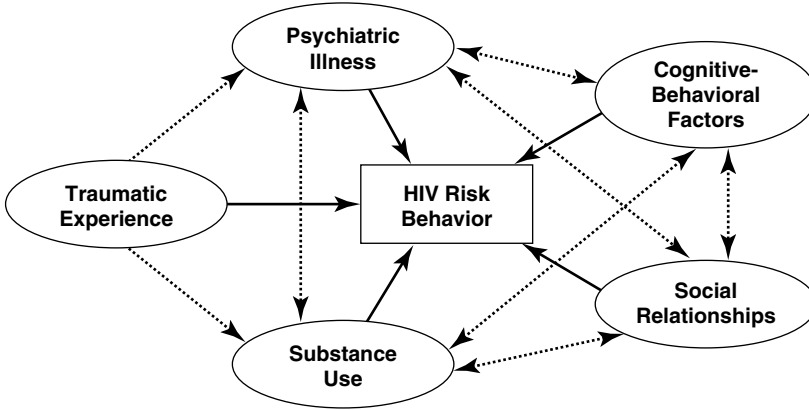 Psychiatric
Illness
Cognitive-
Behavioral
Factors
Traumatic
Experience
HIV Risk
Behavior
Social
Relationships
Substance
Use